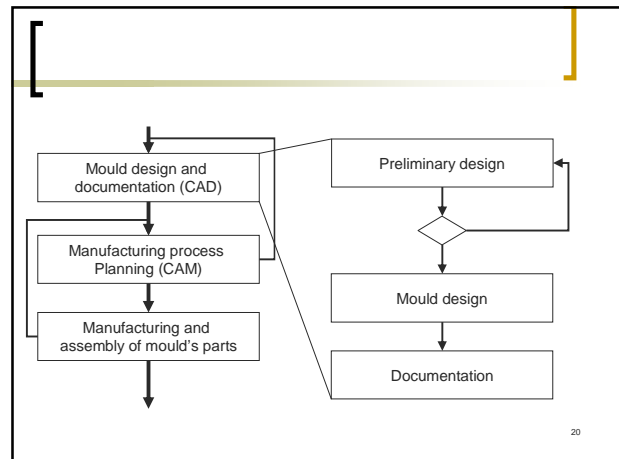 Mould design and
documentation (CAD)
Manufacturing process
Planning (CAM)
Manufacturing and
assembly of mould's parts
Preliminary design
Mould design
Documentation
20